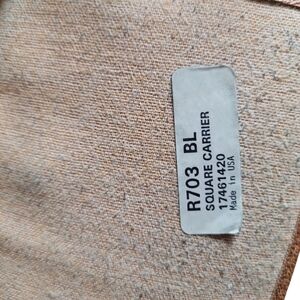 R703 BL
SQUARE CARRIER
17461420
Made in USA